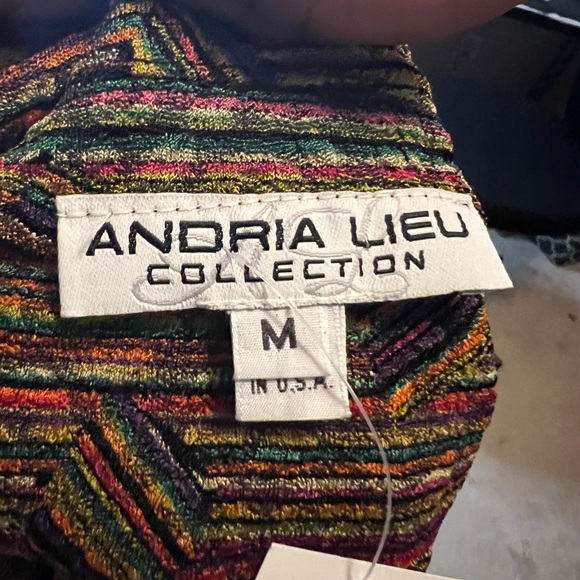 ANDRIA LIEU
COLLECTION
M
IN U.S.A.